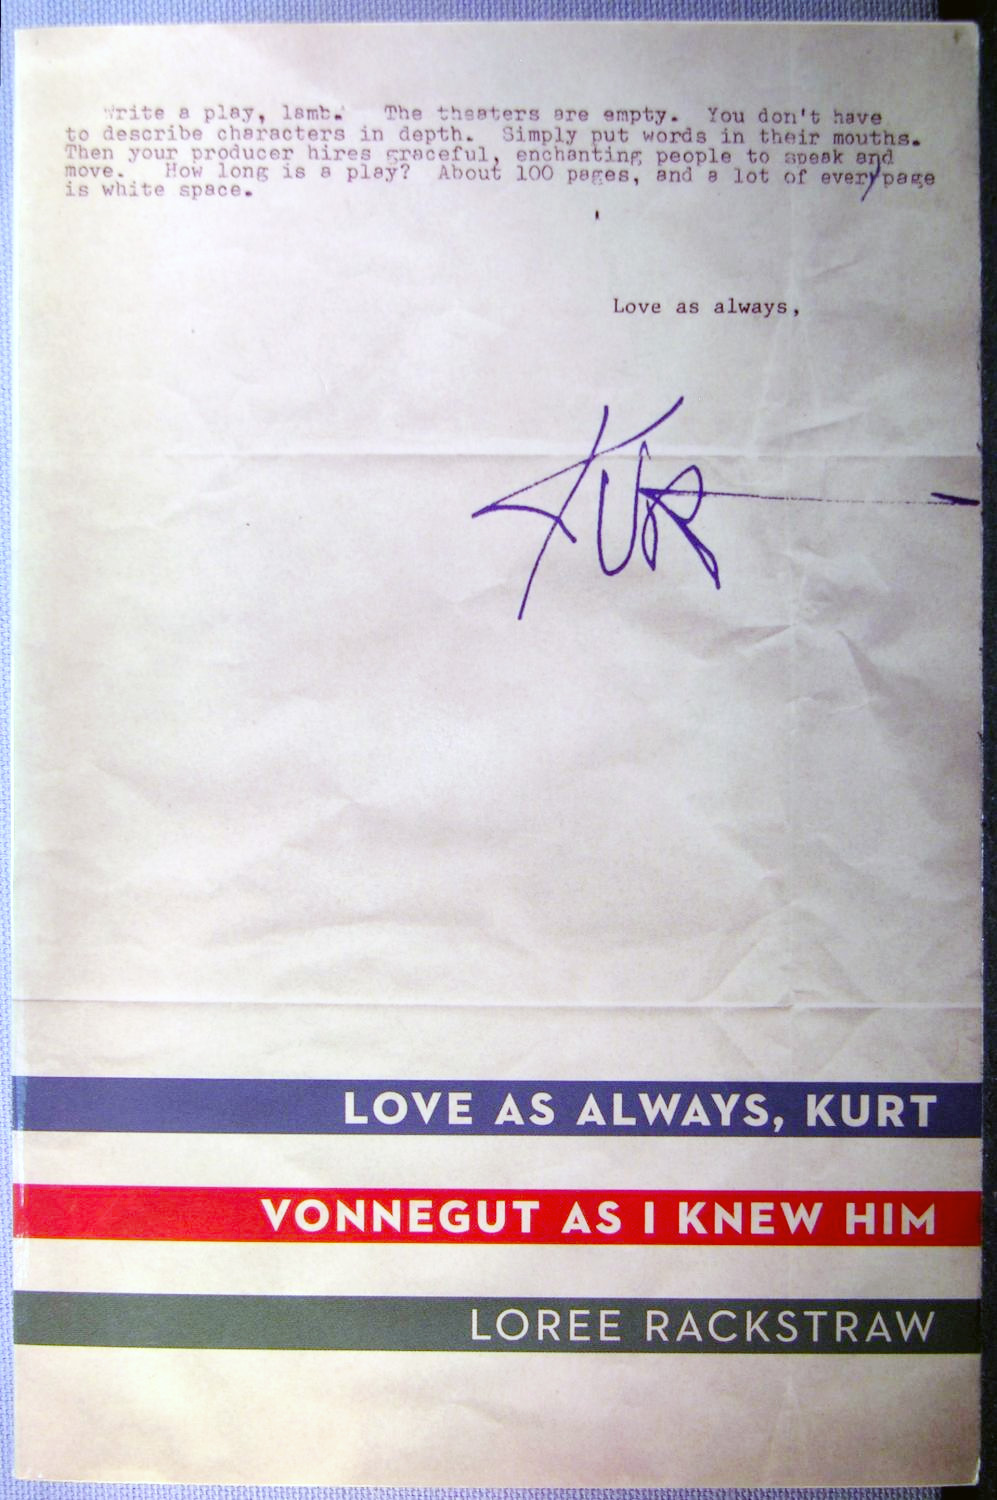 Write a play, lamb. The theaters are empty. You don't have
to describe characters in depth. Simply put words in their mouths.
Then your producer hires graceful, enchanting people to speak and
move. How long is a play? About 100 pages, and a lot of every page
is white space.
Love as always,
Kurt
LOVE AS ALWAYS, KURT
VONNEGUT AS I KNEW HIM
LOREE RACKSTRAW